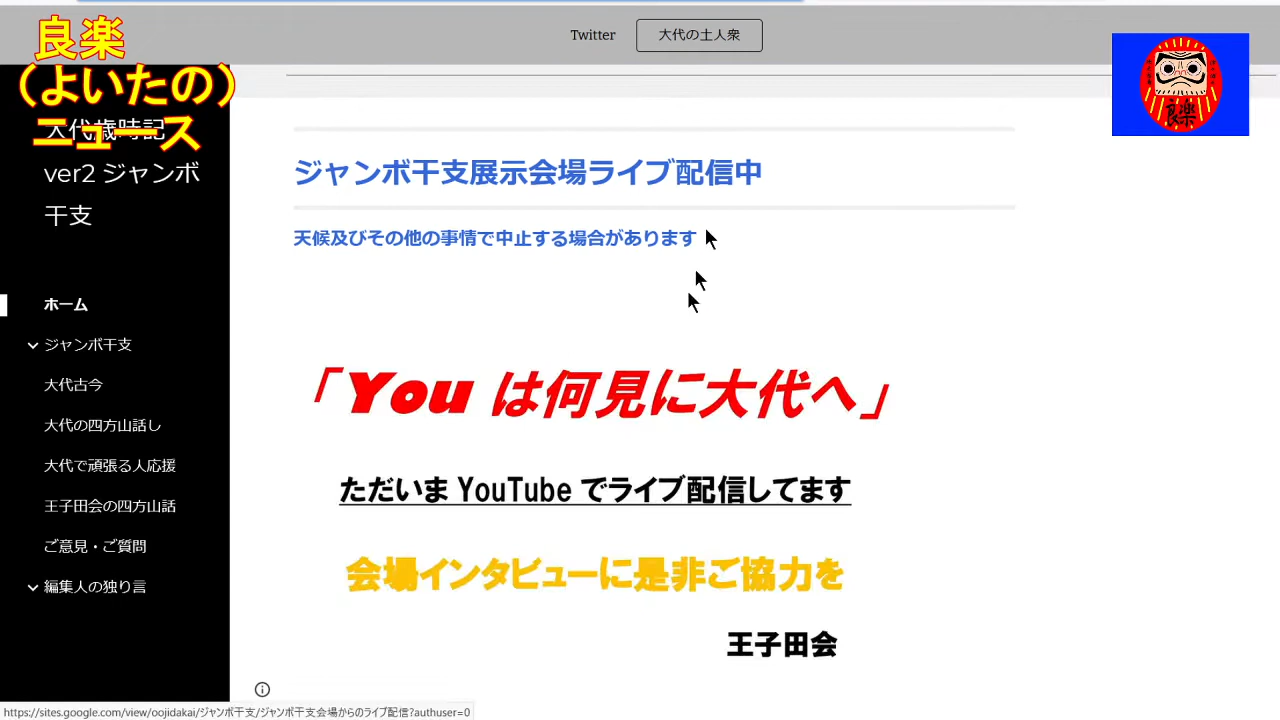 Twitter
大代の土人衆
良楽
（よいたの）
ニュース
大代歳時記
ver2 ジャンボ
干支
ホーム
ジャンボ干支
大代古今
大代の四方山話し
大代で頑張る人応援
王子田会の四方山話
ご意見・ご質問
編集人の独り言
ジャンボ干支展示会場ライブ配信中
天候及びその他の事情で中止する場合があります
「You は何見に大代へ」
ただいま YouTube でライブ配信してます
会場インタビューに是非ご協力を
王子田会
良楽
https://sites.google.com/view/oojidakai/ジャンボ干支/ジャンボ干支会場からのライブ配信?authuser=0